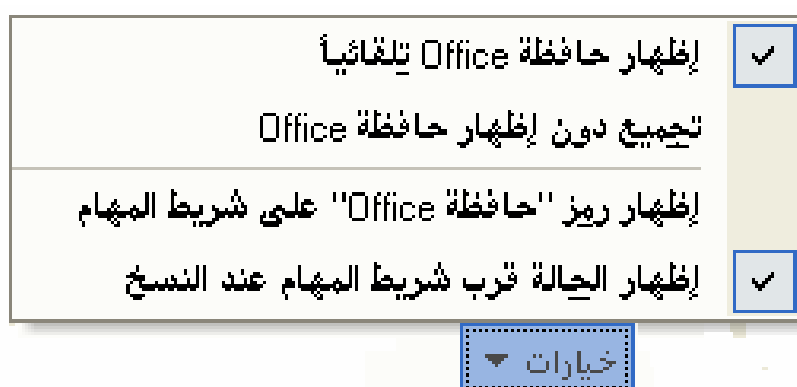 إظهار حافظة Office تلقائياً
تجميع دون إظهار حافظة Office
إظهار رمز "حافظة Office" على شريط المهام
إظهار الحالة قرب شريط المهام عند النسخ
خيارات